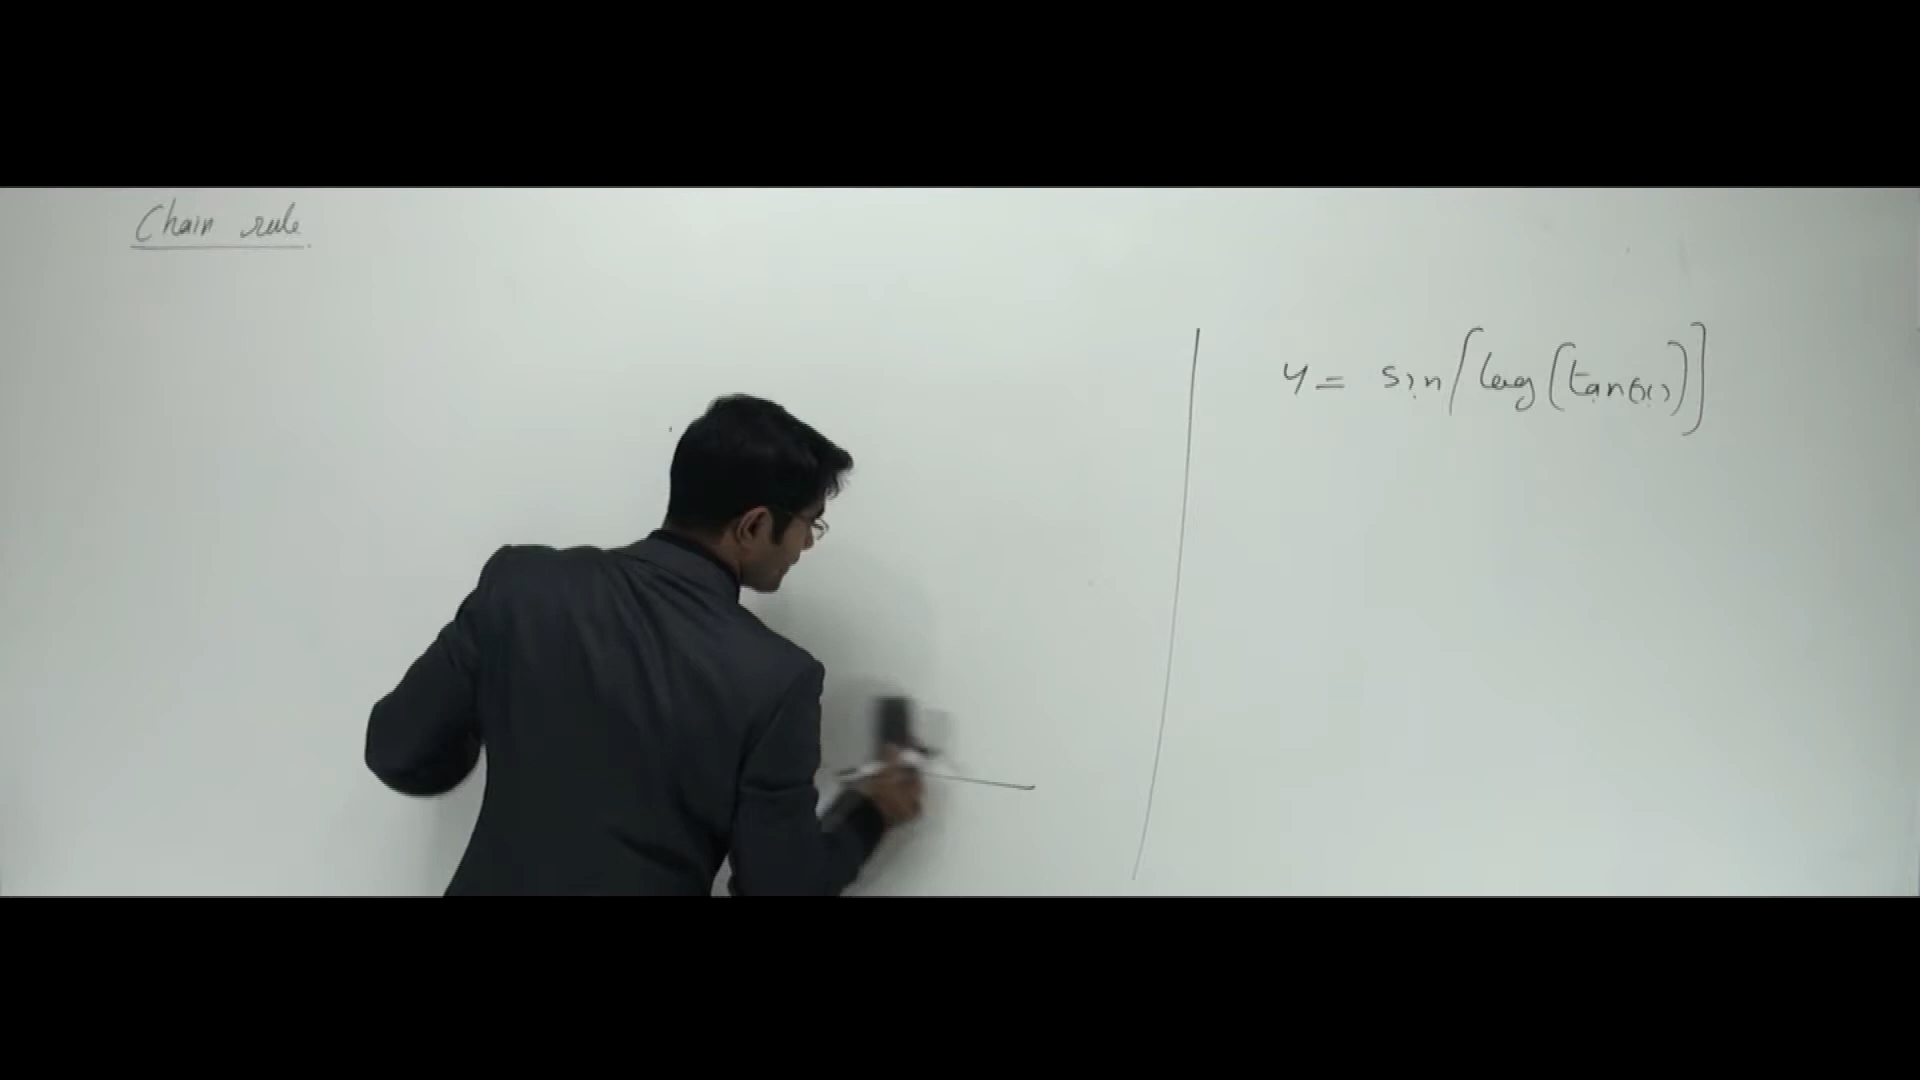 Chain rule.
y = sin[log(tan(x))]